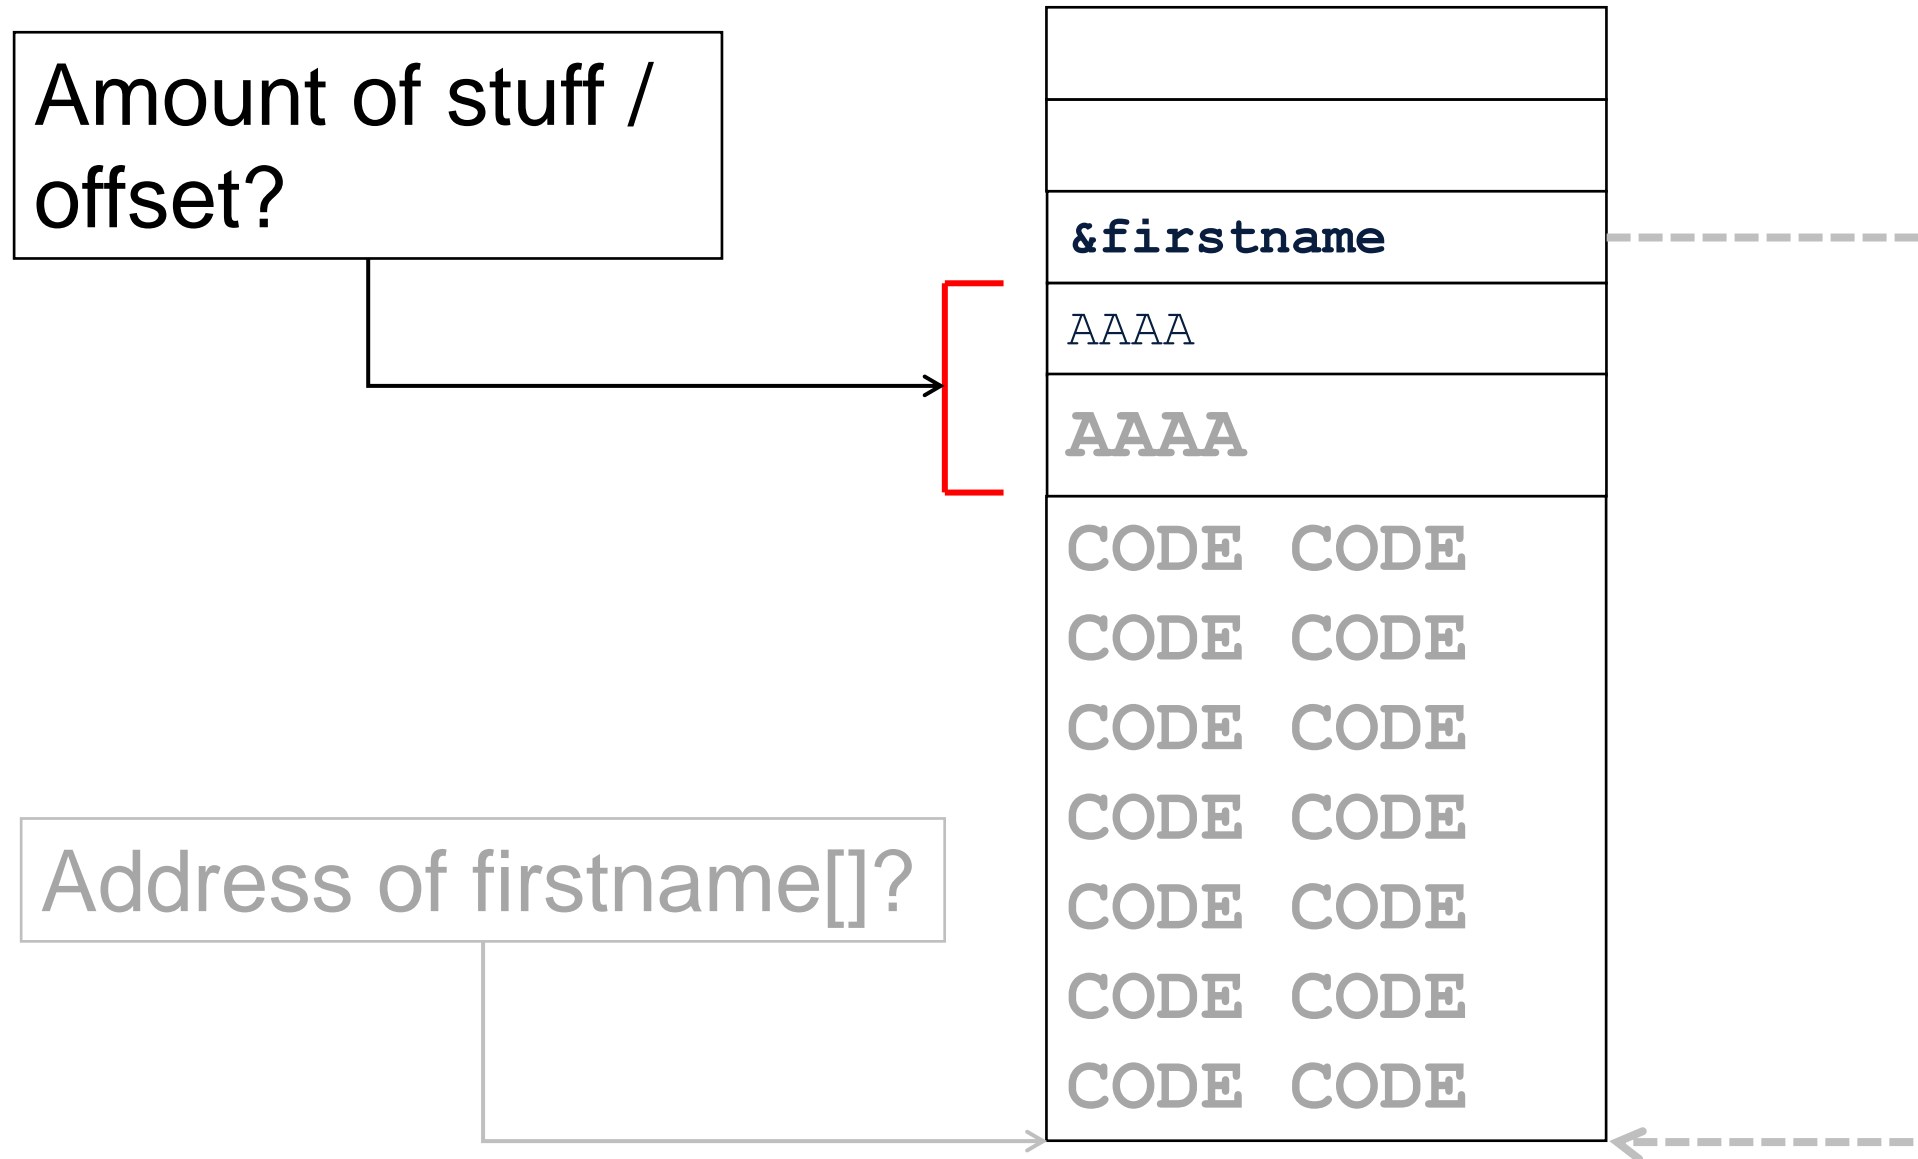 Amount of stuff /
offset?
&firstname
AAAA
AAAA
CODE CODE
CODE CODE
CODE CODE
CODE CODE
CODE CODE
CODE CODE
CODE CODE
Address of firstname[]?